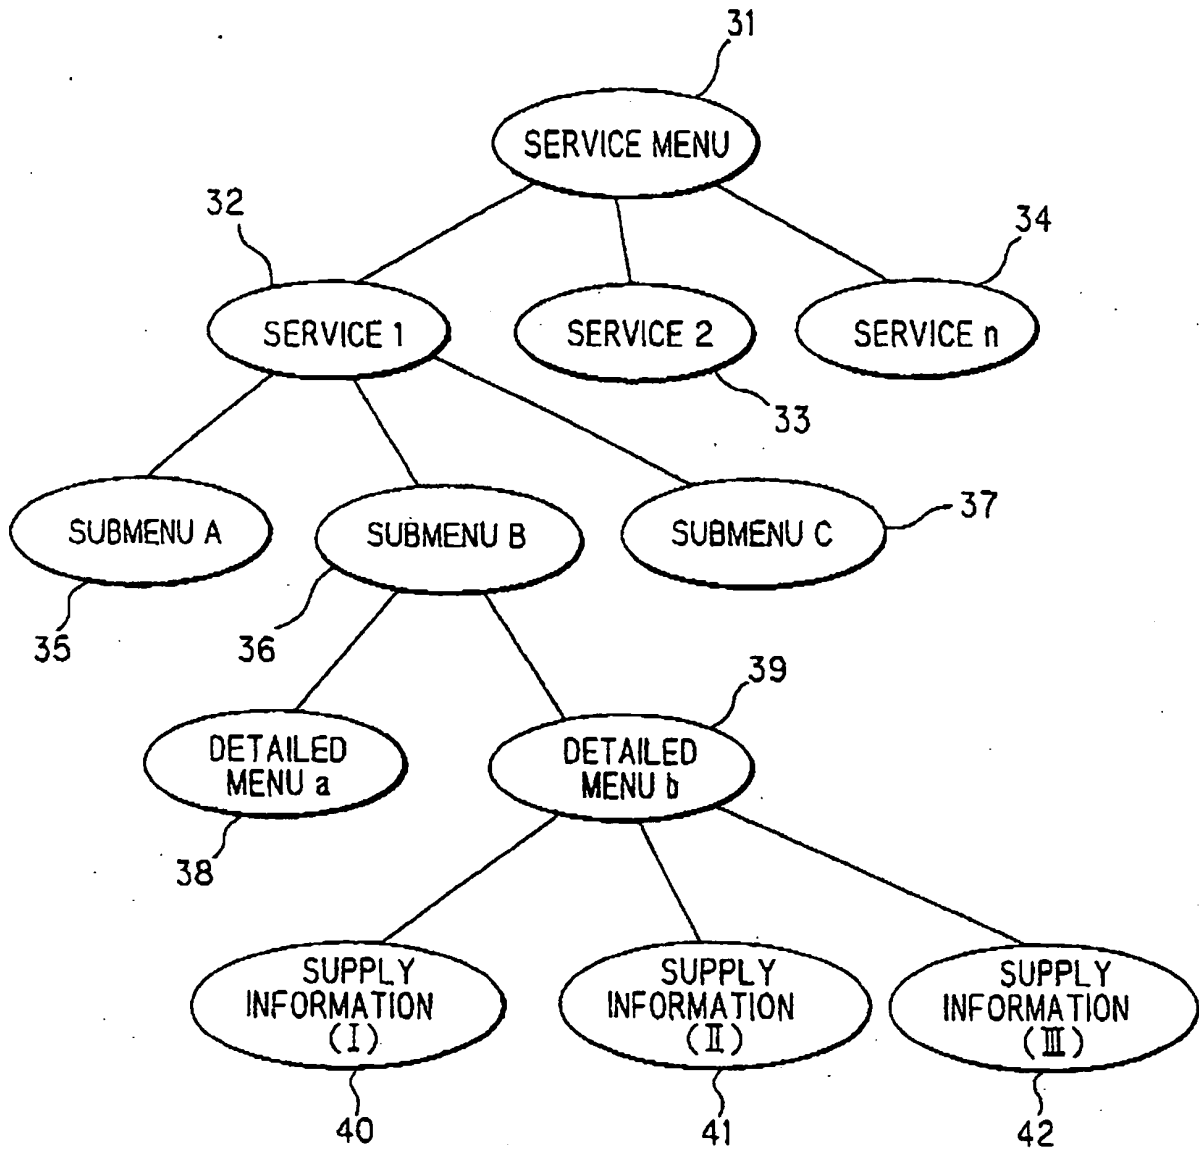 31
SERVICE MENU
32
34
SERVICE 1
SERVICE 2
SERVICE n
33
SUBMENU A
SUBMENU B
SUBMENU C
37
35
36
39
DETAILED
MENU a
DETAILED
MENU b
38
SUPPLY
INFORMATION
(I)
SUPPLY
INFORMATION
(II)
SUPPLY
INFORMATION
(III)
40
41
42